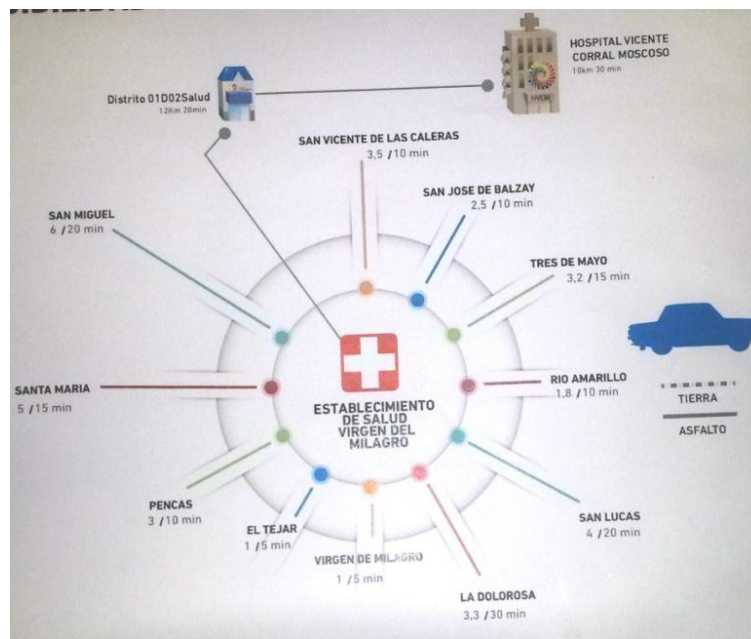 HOSPITAL VICENTE
CORRAL MOSCOSO
16km 30 min
HVCM
Distrito 01D02Salud
12Km 20min
SAN VICENTE DE LAS CALERAS
3,5 / 10 min
SAN JOSE DE BALZAY
2,5 / 10 min
SAN MIGUEL
6 / 20 min
TRES DE MAYO
3,2 / 15 min
SANTA MARIA
5 / 15 min
RIO AMARILLO
1,8 / 10 min
TIERRA
ASFALTO
ESTABLECIMIENTO
DE SALUD
VIRGEN DEL
MILAGRO
PENCAS
3 / 10 min
EL TEJAR
1 / 5 min
VIRGEN DE MILAGRO
1 / 5 min
SAN LUCAS
4 / 20 min
LA DOLOROSA
3,3 / 30 min